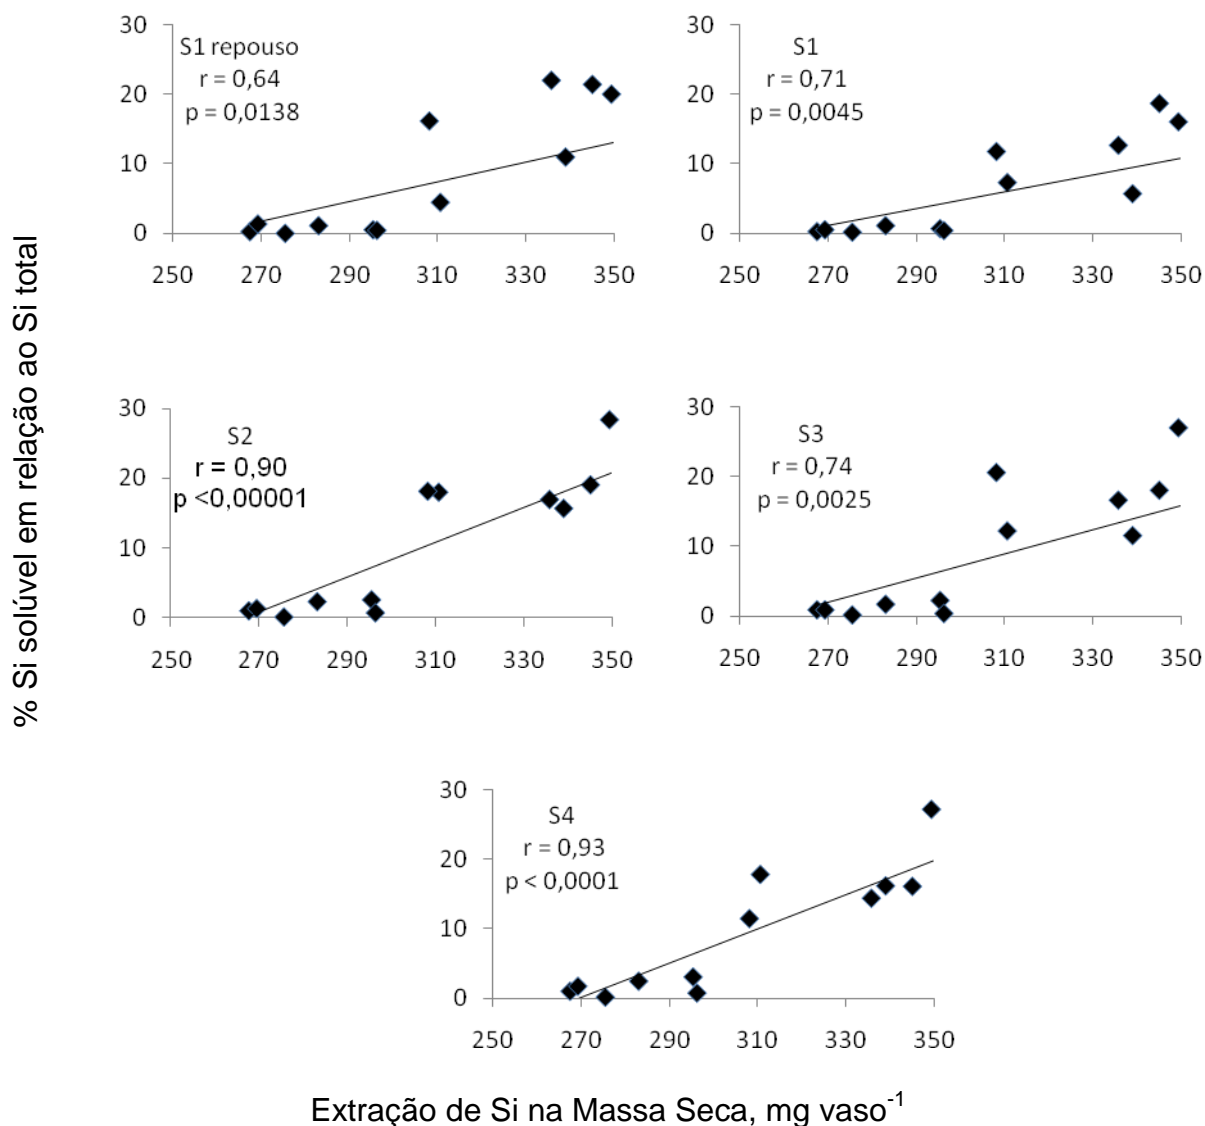 S1 repouso
r = 0,64
p = 0,0138
30
20
10
0
250 270 290 310 330 350
S1
r = 0,71
p = 0,0045
30
20
10
0
250 270 290 310 330 350
% Si solúvel em relação ao Si total
S2
r = 0,90
p <0,00001
30
20
10
0
250 270 290 310 330 350
S3
r = 0,74
p = 0,0025
30
20
10
0
250 270 290 310 330 350
S4
r = 0,93
p < 0,0001
30
20
10
0
250 270 290 310 330 350
Extração de Si na Massa Seca, mg vaso⁻¹